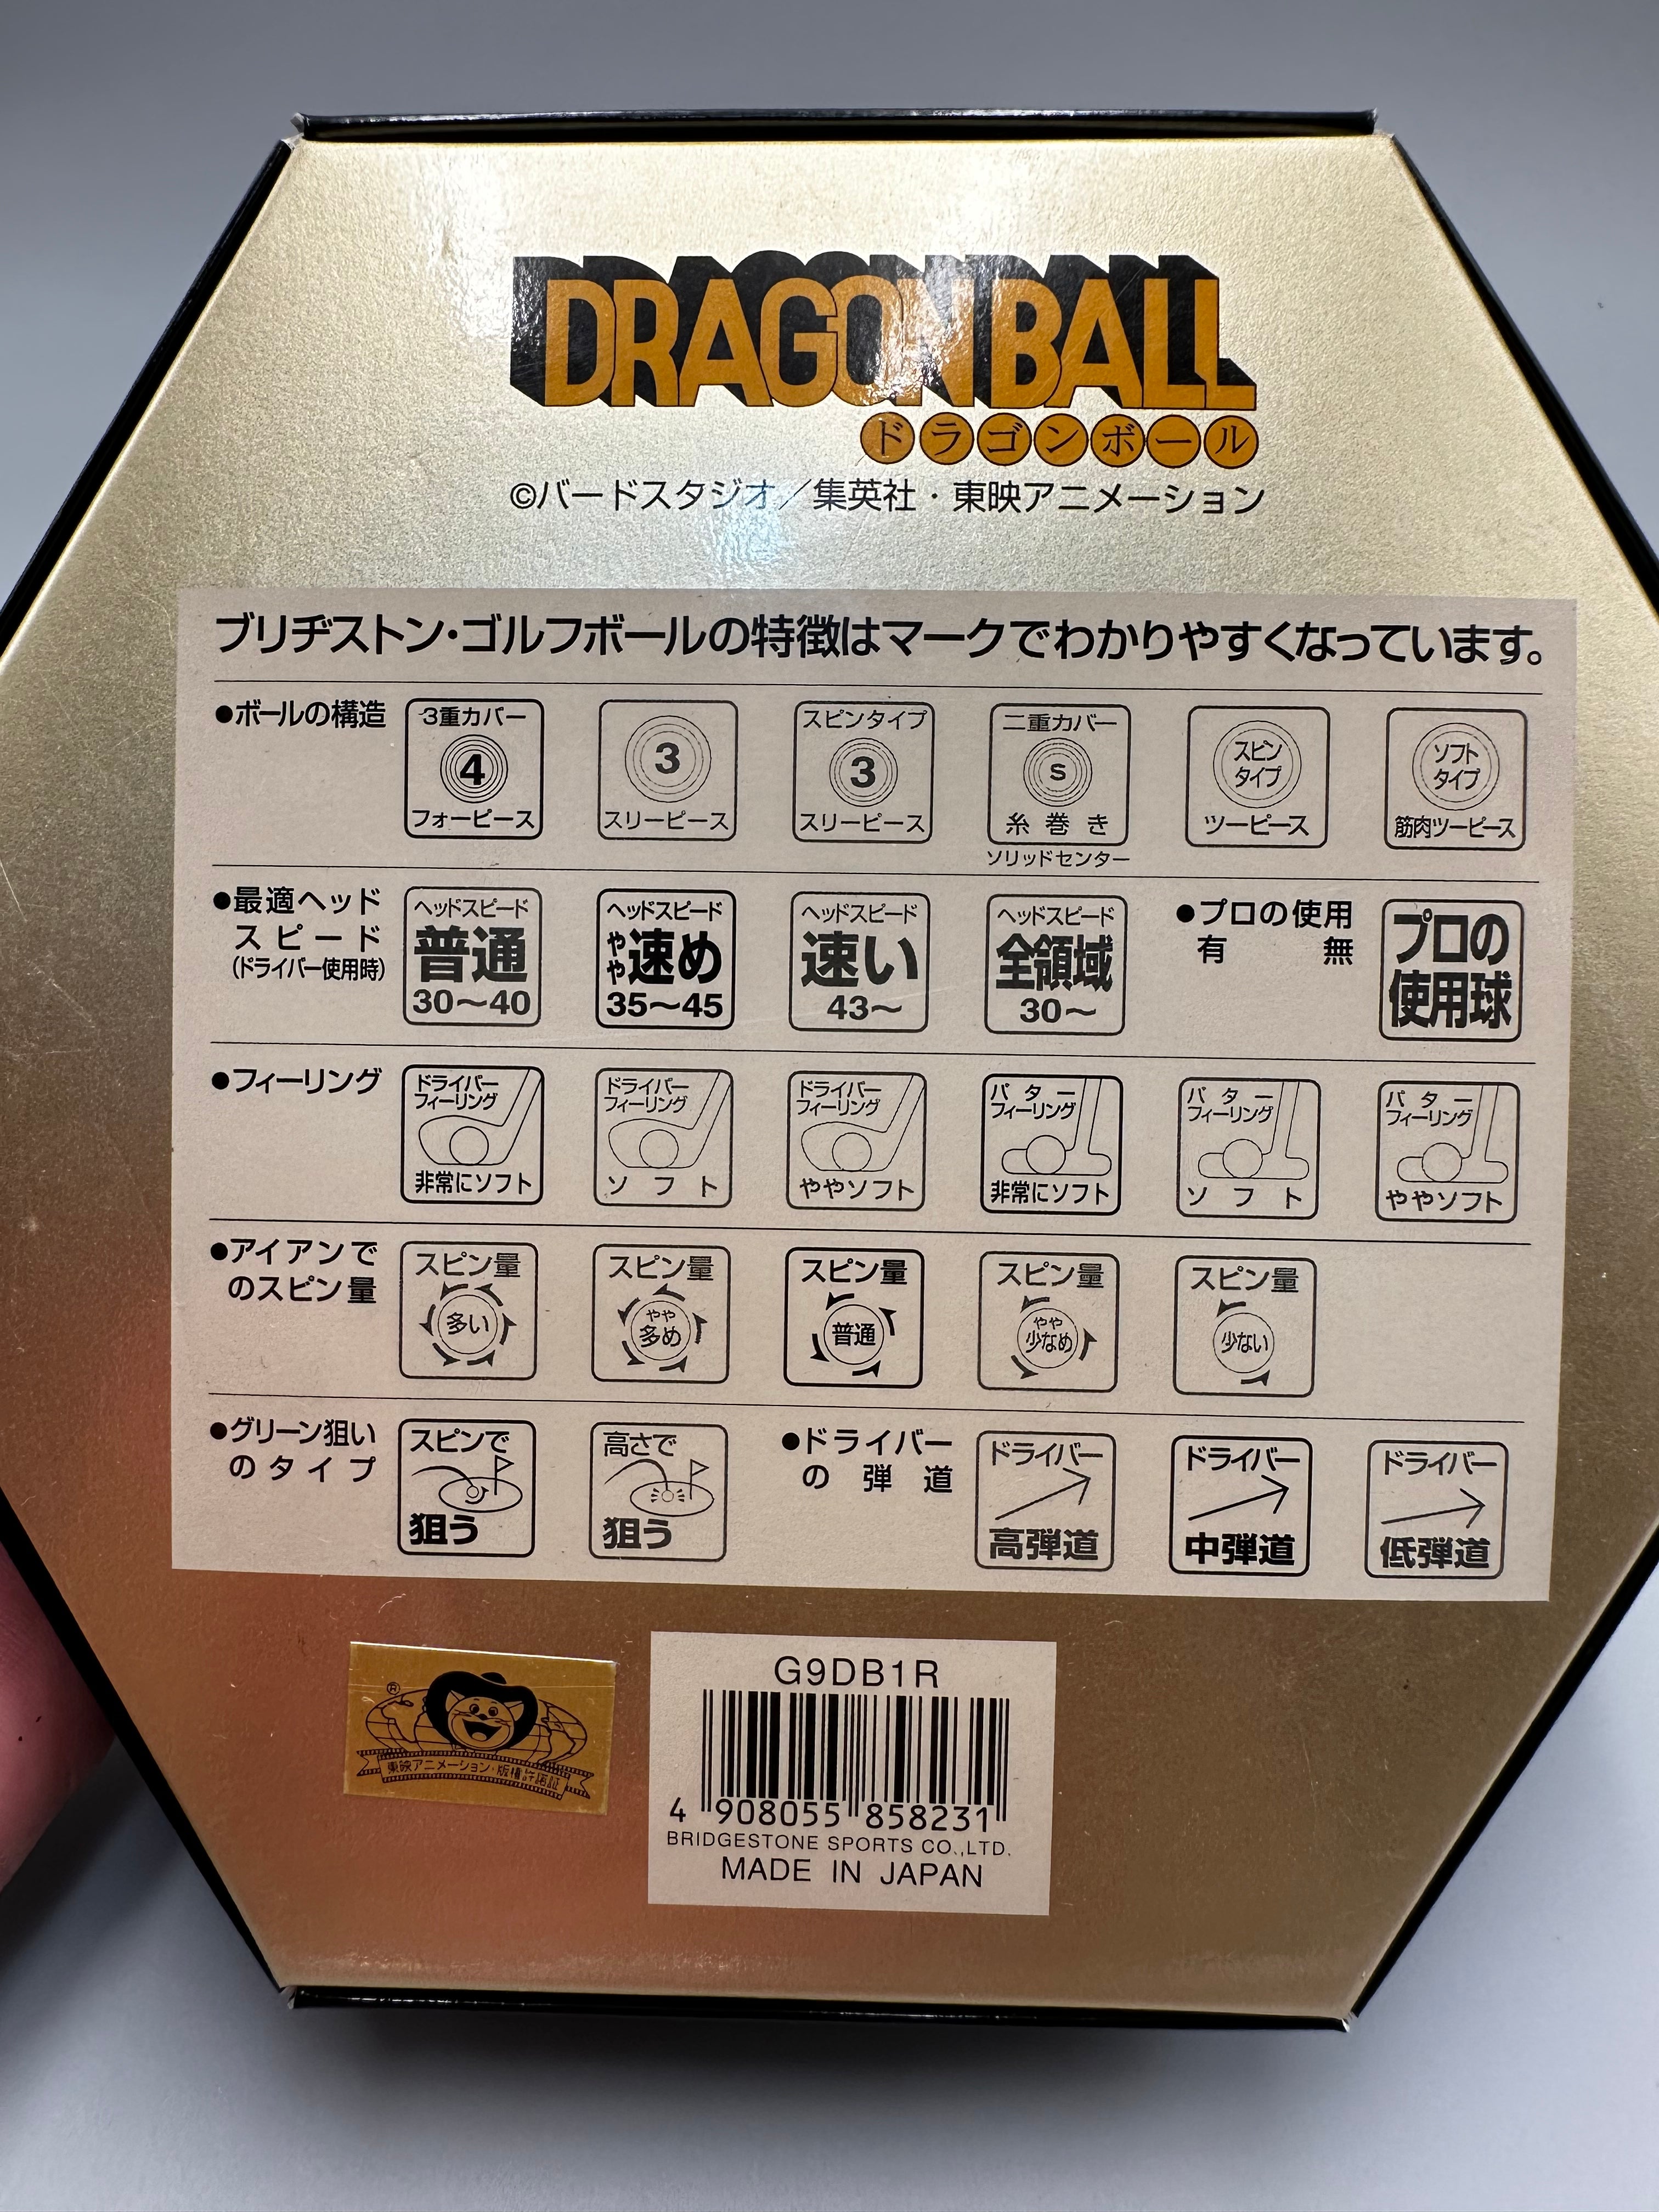 DRAGON BALL
ドラゴンボール
©バードスタジオ／集英社・東映アニメーション
ブリヂストン・ゴルフボールの特徴はマークでわかりやすくなっています。
●ボールの構造
3重カバー
4
フォーピース
3
スリーピース
スピンタイプ
3
スリーピース
二重カバー
S
糸巻き
ソリッドセンター
スピン
タイプ
ツーピース
ソフト
タイプ
筋肉ツーピース
●最適ヘッド
スピード
(ドライバー使用時)
ヘッドスピード
普通
30〜40
ヘッドスピード
やや速め
35〜45
ヘッドスピード
速い
43〜
ヘッドスピード
全領域
30〜
●プロの使用
有無
プロの
使用球
●フィーリング
ドライバー
フィーリング
非常にソフト
ドライバー
フィーリング
ソフト
ドライバー
フィーリング
ややソフト
パター
フィーリング
非常にソフト
パター
フィーリング
ソフト
パター
フィーリング
ややソフト
●アイアンで
のスピン量
スピン量
多い
スピン量
やや
多め
スピン量
普通
スピン量
やや
少なめ
スピン量
少ない
●グリーン狙い
のタイプ
スピンで
狙う
高さで
狙う
●ドライバー
の弾道
ドライバー
高弾道
ドライバー
中弾道
ドライバー
低弾道
®
東映アニメーション・版権許諾証
G9DB1R
4 908055 858231
BRIDGESTONE SPORTS CO.,LTD.
MADE IN JAPAN